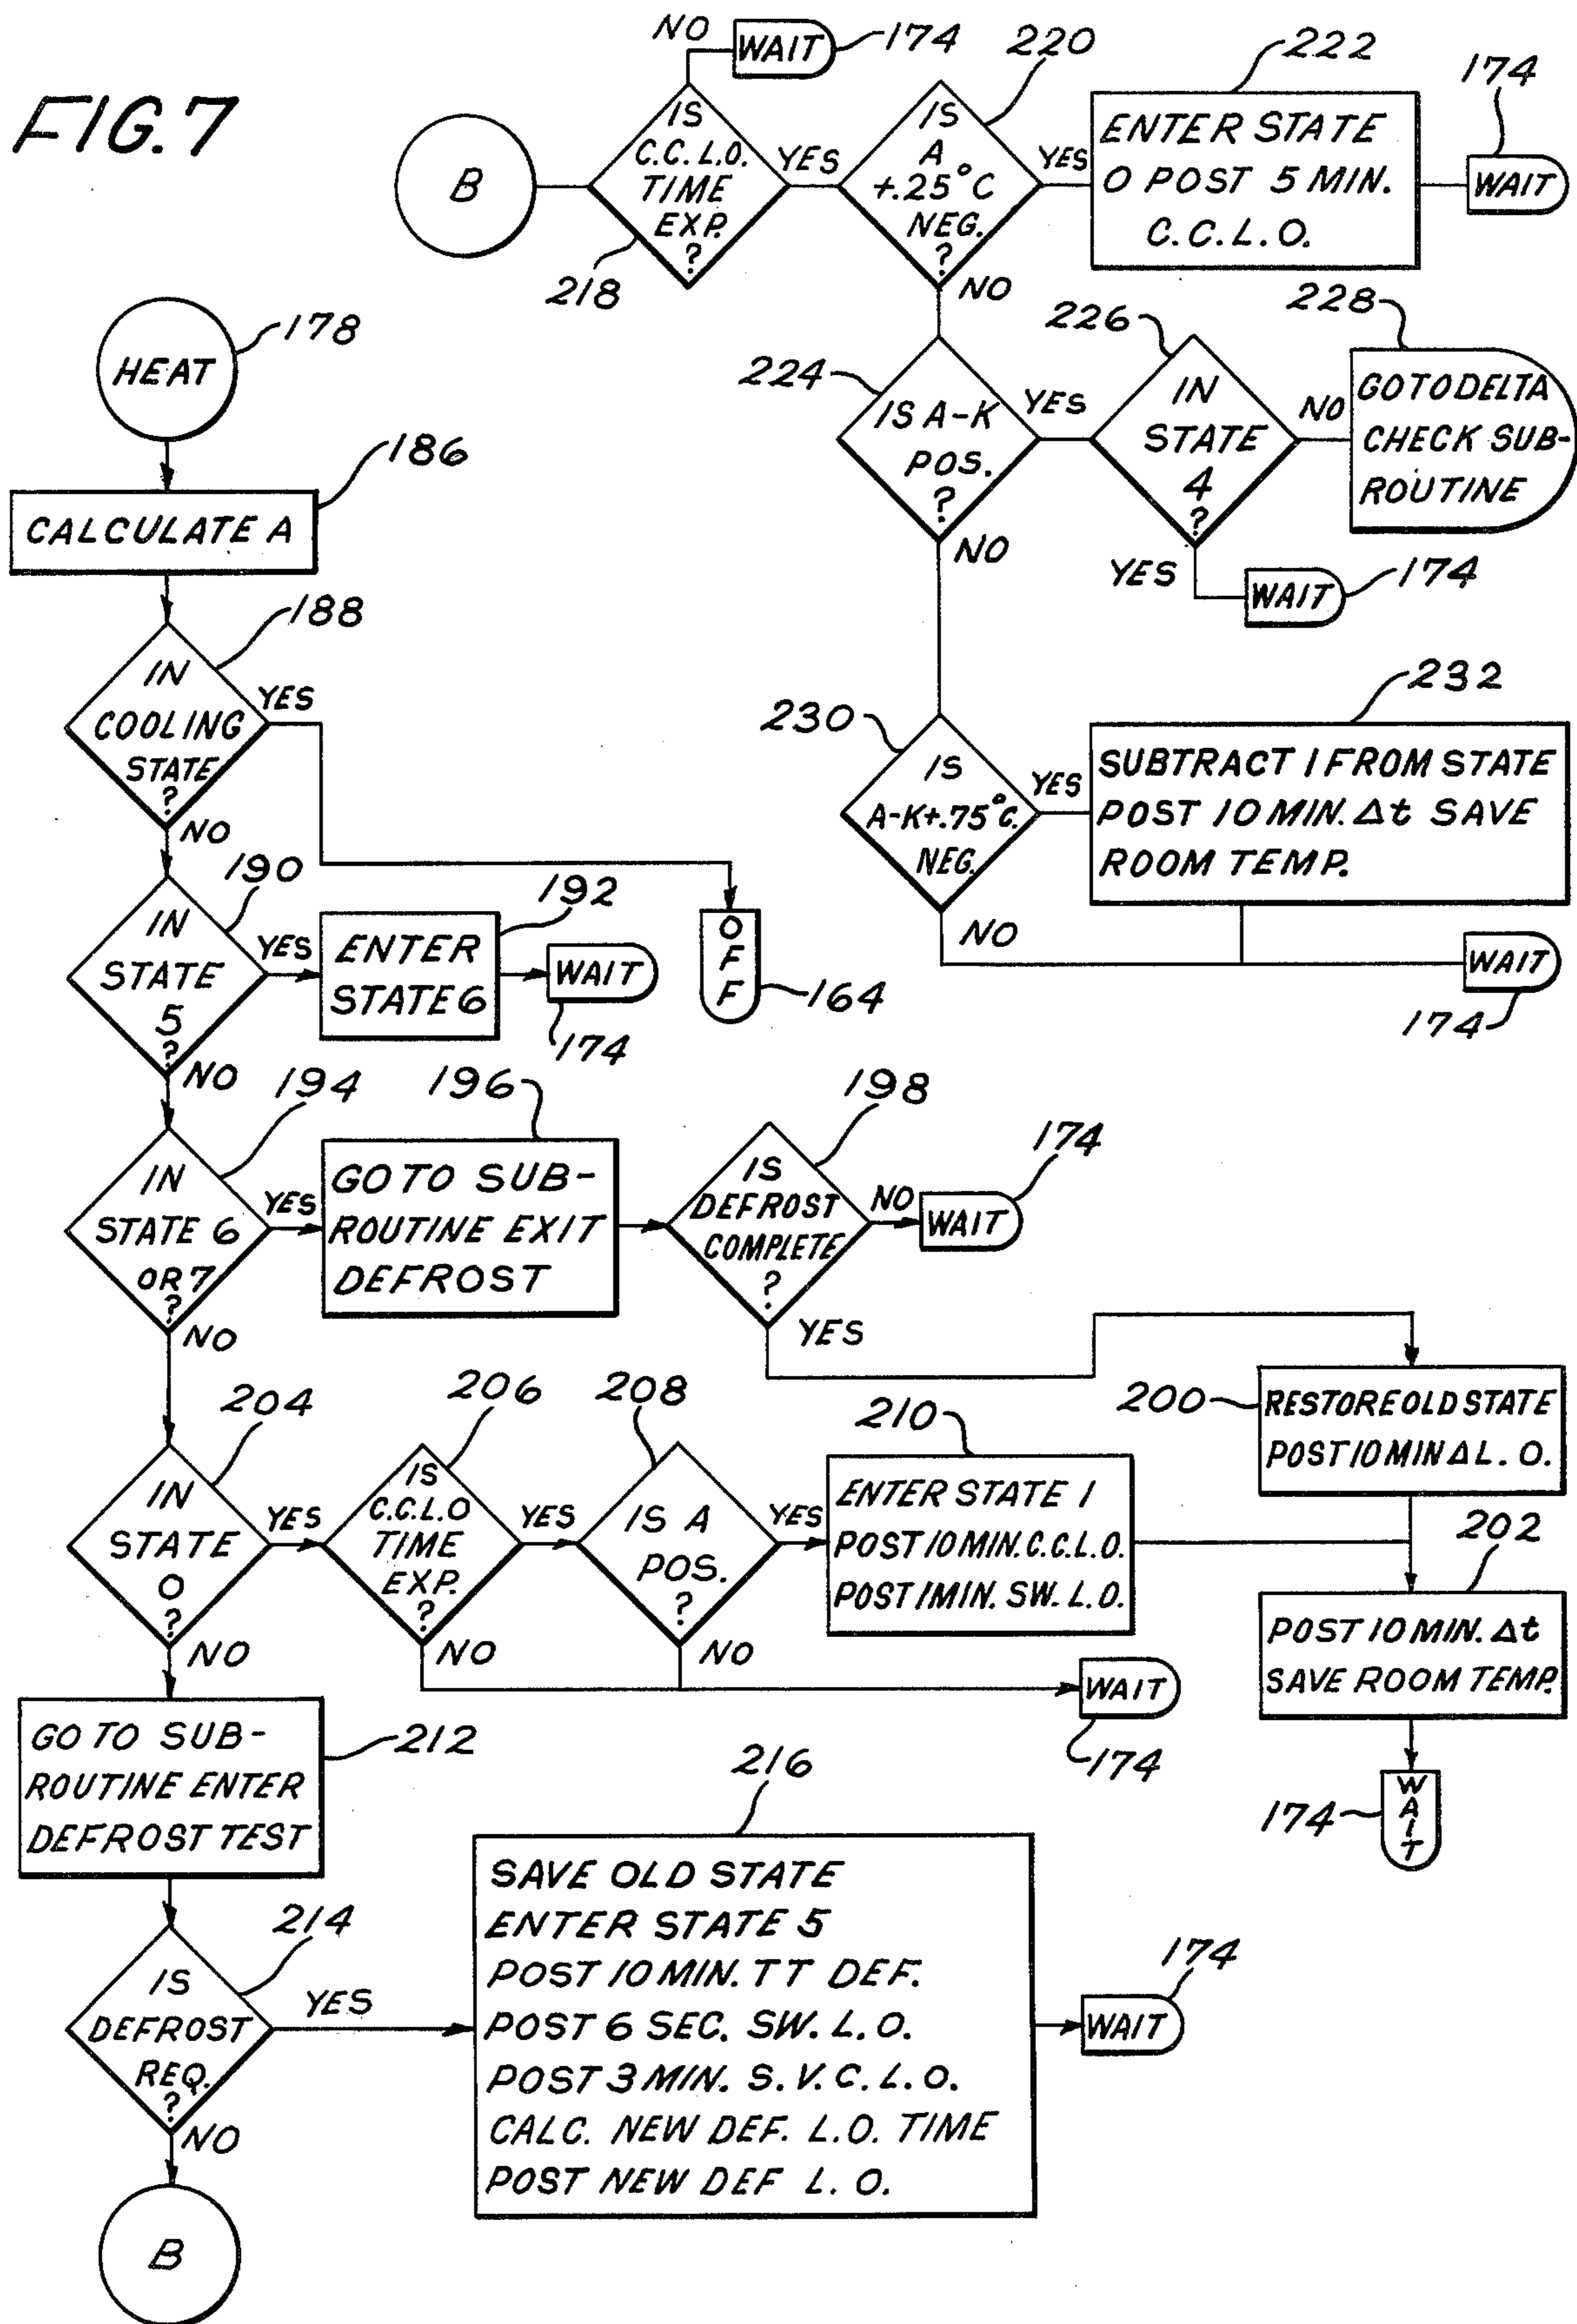 FIG. 7
B
IS
C.C. L.O.
TIME
EXP.
?
218
NO
WAIT
174
YES
IS
A
+.25°C
NEG.
?
220
YES
ENTER STATE
O POST 5 MIN.
C.C.L.O.
222
WAIT
174
NO
IS A-K
POS.
?
224
YES
IN
STATE
4
?
226
NO
GO TO DELTA
CHECK SUB-
ROUTINE
228
YES
WAIT
174
NO
IS
A-K+.75°C.
NEG.
230
YES
SUBTRACT 1 FROM STATE
POST 10 MIN. Δt SAVE
ROOM TEMP.
232
NO
WAIT
174
HEAT
178
CALCULATE A
186
IN
COOLING
STATE
?
188
YES
O
F
F
164
NO
IN
STATE
5
?
190
YES
ENTER
STATE 6
192
WAIT
174
NO
IN
STATE 6
OR 7
?
194
YES
GO TO SUB-
ROUTINE EXIT
DEFROST
196
IS
DEFROST
COMPLETE
?
198
NO
WAIT
174
YES
RESTORE OLD STATE
POST 10 MIN Δ L. O.
200
NO
IN
STATE
O
?
204
YES
IS
C.C.L.O
TIME
EXP.
?
206
YES
IS A
POS.
?
208
YES
ENTER STATE 1
POST 10 MIN. C.C.L.O.
POST 1 MIN. SW. L.O.
210
POST 10 MIN. Δt
SAVE ROOM TEMP.
202
W
A
I
T
174
NO
NO
WAIT
174
NO
GO TO SUB-
ROUTINE ENTER
DEFROST TEST
212
IS
DEFROST
REQ.
?
214
YES
SAVE OLD STATE
ENTER STATE 5
POST 10 MIN. TT DEF.
POST 6 SEC. SW. L.O.
POST 3 MIN. S.V.C.L.O.
CALC. NEW DEF. L.O. TIME
POST NEW DEF L.O.
216
WAIT
174
NO
B